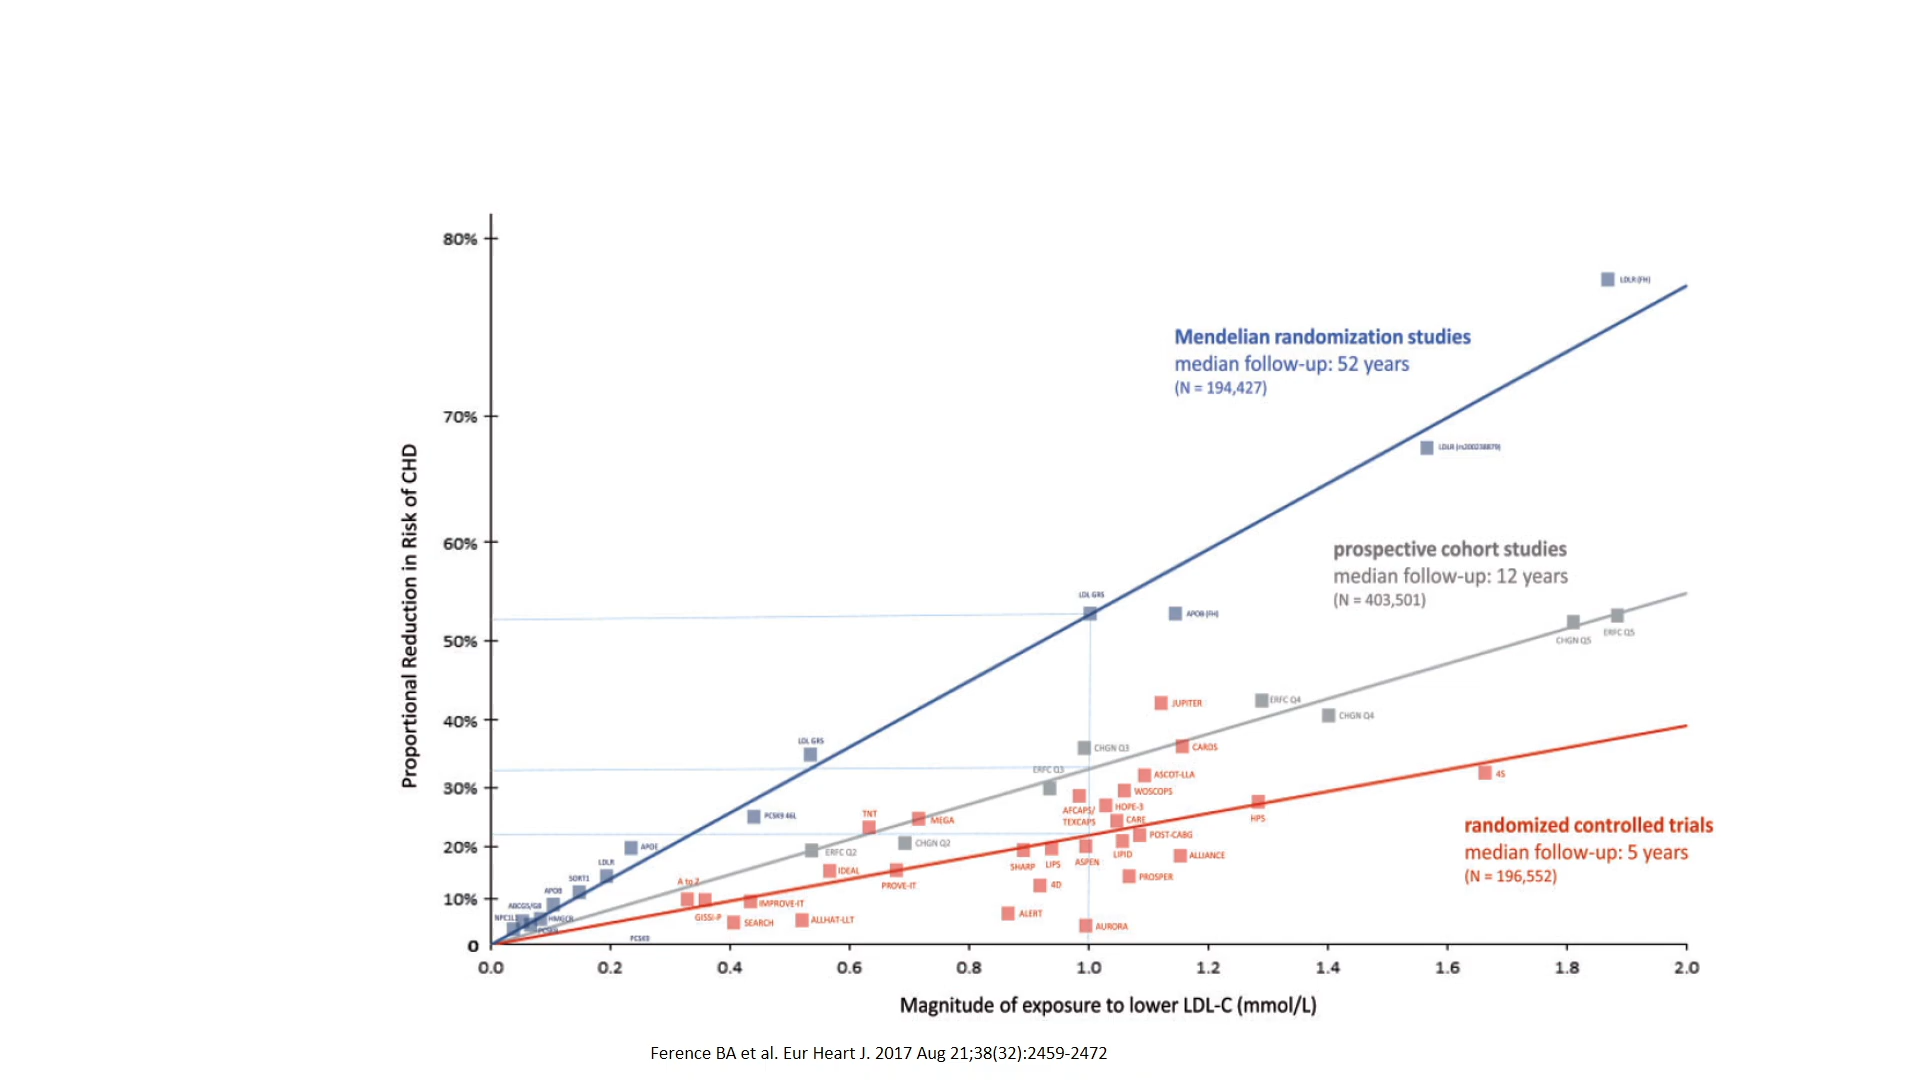 80%
LDLR (FH)
Mendelian randomization studies
median follow-up: 52 years
(N = 194,427)
70%
60%
prospective cohort studies
median follow-up: 12 years
(N = 403,501)
LDL GRS
APOB (FH)
50%
CHGN Q5
ERFC Q5
Proportional Reduction in Risk of CHD
JUPITER
ERFC Q4
CHGN Q4
40%
LDL GRS
CHGN Q3
CARDS
ERFC Q3
ASCOT-LLA
4S
30%
WOSCOPS
AFCAPS/
TEXCAPS
HOPE-3
PCSK9 46L
TNT
MEGA
CARE
HPS
randomized controlled trials
median follow-up: 5 years
(N = 196,552)
POST-CABG
20%
APOE
ERFC Q2
CHGN Q2
LDLR
SHARP
LIPS
ASPEN
LIPID
ALLIANCE
SORT1
A to Z
IDEAL
PROVE-IT
4D
PROSPER
APOB
10%
ABCG5/G8
IMPROVE-IT
GISSI-P
SEARCH
ALLHAT-LLT
ALERT
AURORA
HMGCR
PCSK9
0
0.0
0.2
0.4
0.6
0.8
1.0
1.2
1.4
1.6
1.8
2.0
Magnitude of exposure to lower LDL-C (mmol/L)
Ference BA et al. Eur Heart J. 2017 Aug 21;38(32):2459-2472